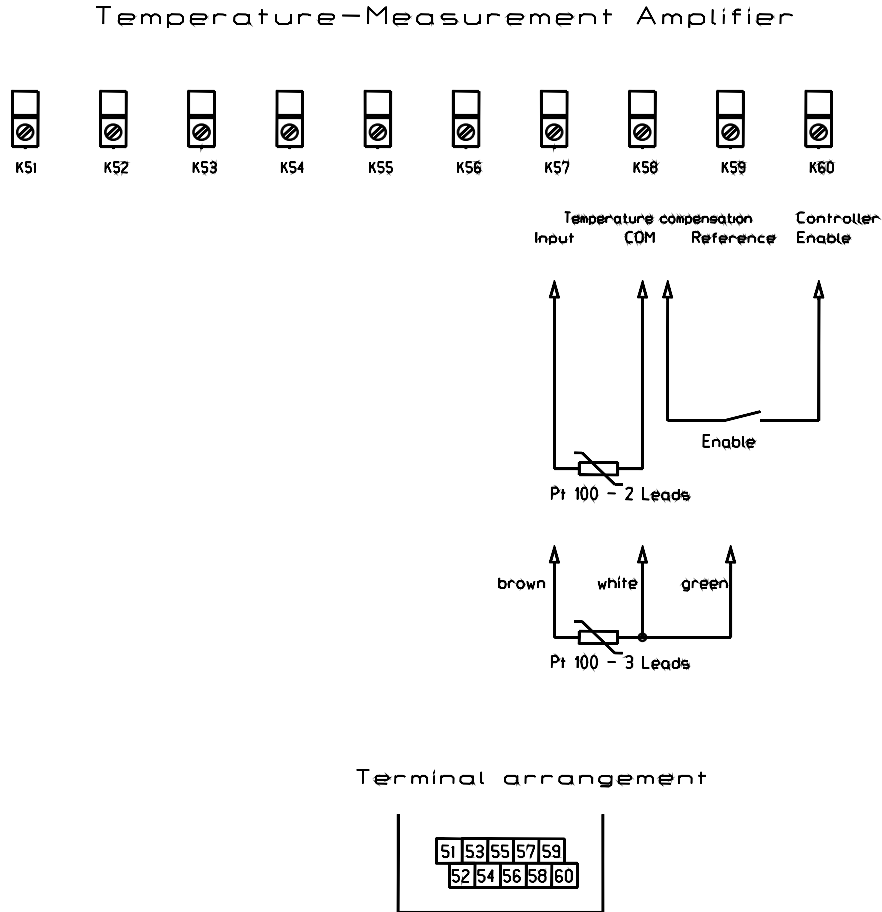 Temperature-Measurement Amplifier
K51 K52 K53 K54 K55 K56 K57 K58 K59 K60
Temperature compensation Controller
Input COM Reference Enable
Enable
Pt 100 - 2 Leads
brown white green
Pt 100 - 3 Leads
Terminal arrangement
51 53 55 57 59
52 54 56 58 60